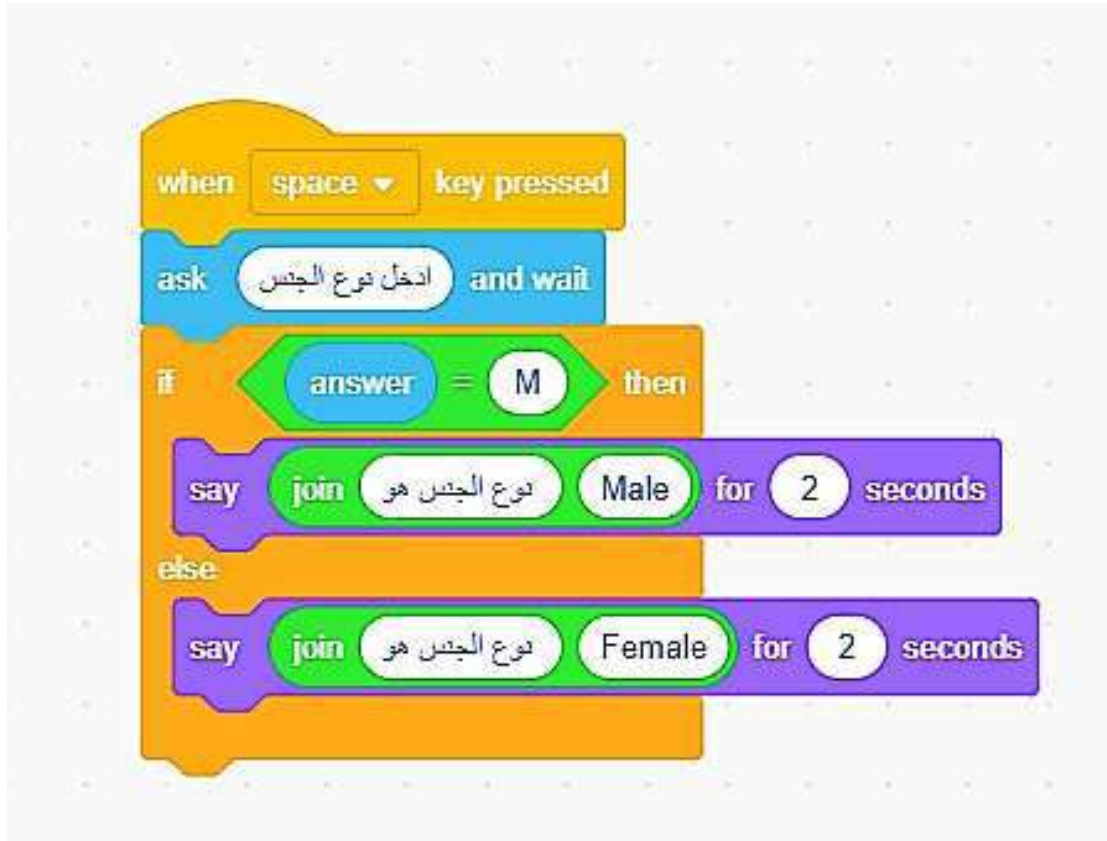 when space key pressed
ask ادخل نوع الجنس and wait
if answer = M then
say join نوع الجنس هو Male for 2 seconds
else
say join نوع الجنس هو Female for 2 seconds